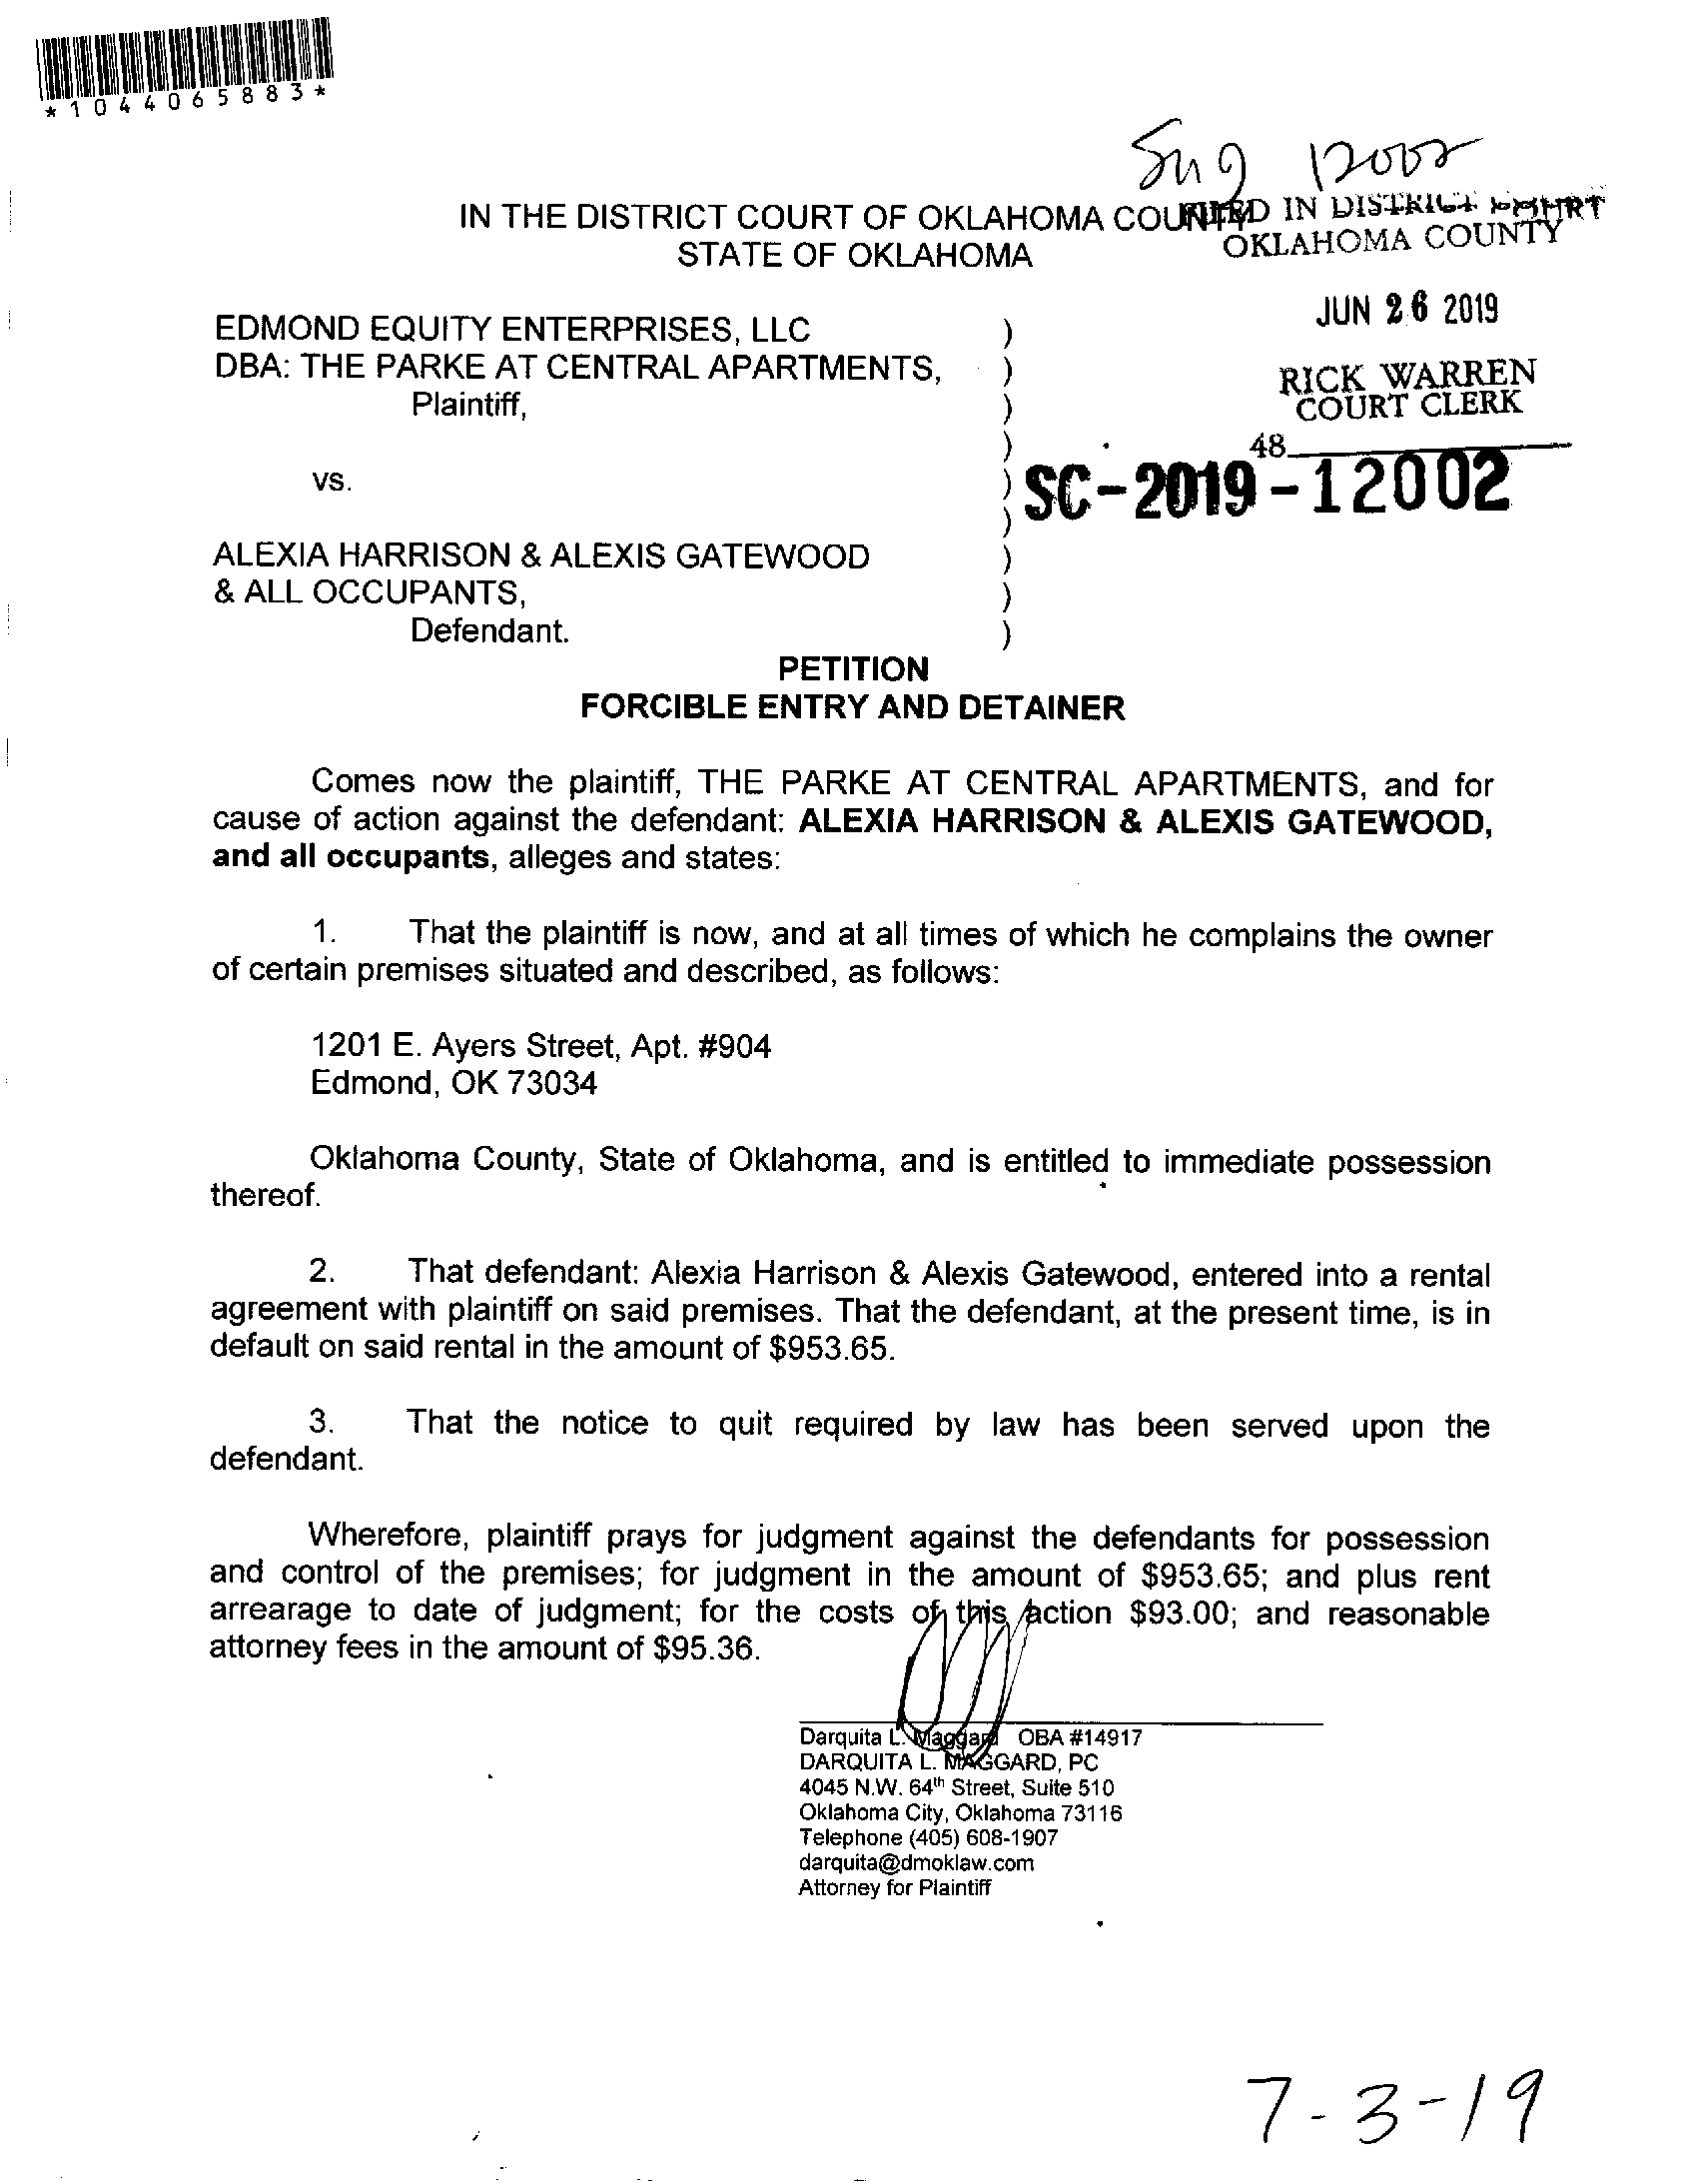 *1044065883*
12002
IN THE DISTRICT COURT OF OKLAHOMA COUNTY
FILED IN DISTRICT COURT
STATE OF OKLAHOMA
OKLAHOMA COUNTY
JUN 26 2019
EDMOND EQUITY ENTERPRISES, LLC )
DBA: THE PARKE AT CENTRAL APARTMENTS, )
RICK WARREN
COURT CLERK
Plaintiff, )
)
48
vs. )
SC-2019-12002
)
ALEXIA HARRISON & ALEXIS GATEWOOD )
& ALL OCCUPANTS, )
Defendant. )
PETITION
FORCIBLE ENTRY AND DETAINER
Comes now the plaintiff, THE PARKE AT CENTRAL APARTMENTS, and for
cause of action against the defendant: ALEXIA HARRISON & ALEXIS GATEWOOD,
and all occupants, alleges and states:
1. That the plaintiff is now, and at all times of which he complains the owner
of certain premises situated and described, as follows:
1201 E. Ayers Street, Apt. #904
Edmond, OK 73034
Oklahoma County, State of Oklahoma, and is entitled to immediate possession
thereof.
2. That defendant: Alexia Harrison & Alexis Gatewood, entered into a rental
agreement with plaintiff on said premises. That the defendant, at the present time, is in
default on said rental in the amount of $953.65.
3. That the notice to quit required by law has been served upon the
defendant.
Wherefore, plaintiff prays for judgment against the defendants for possession
and control of the premises; for judgment in the amount of $953.65; and plus rent
arrearage to date of judgment; for the costs of this action $93.00; and reasonable
attorney fees in the amount of $95.36.
Darquita L. Maggard OBA #14917
DARQUITA L. MAGGARD, PC
4045 N.W. 64th Street, Suite 510
Oklahoma City, Oklahoma 73116
Telephone (405) 608-1907
darquita@dmoklaw.com
Attorney for Plaintiff
7-3-19